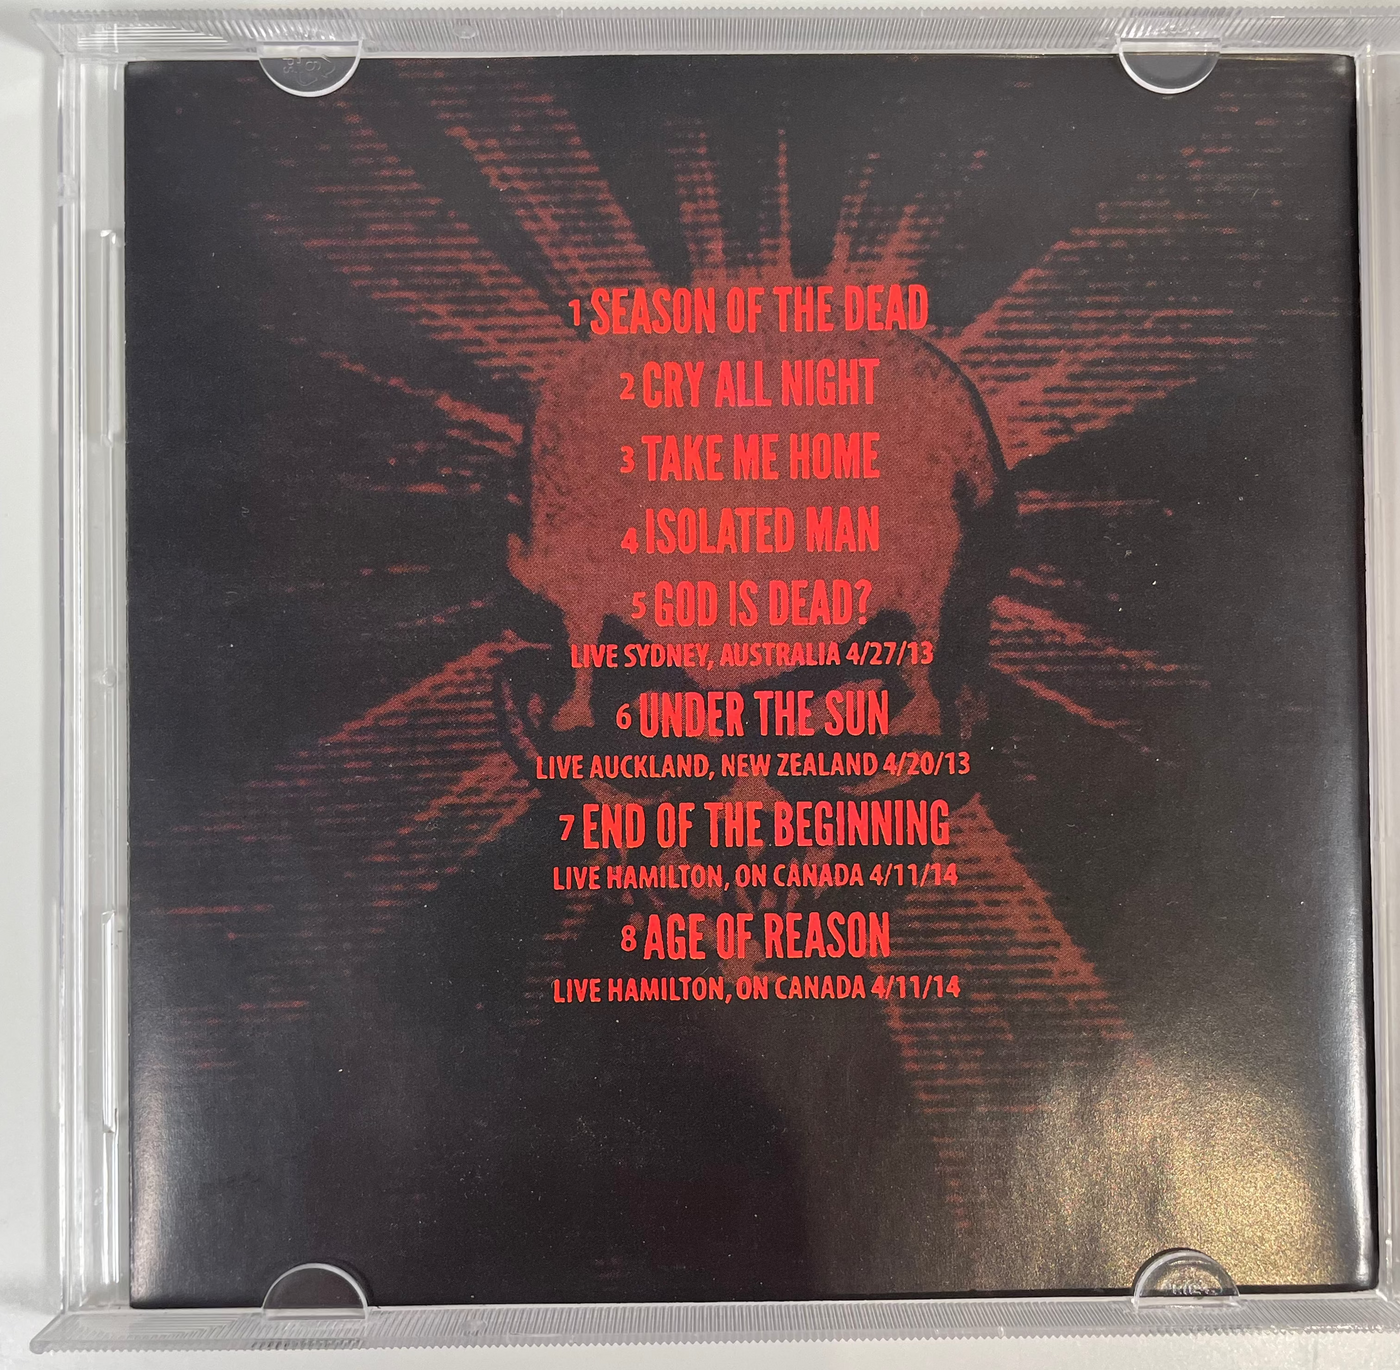 1 SEASON OF THE DEAD
2 CRY ALL NIGHT
3 TAKE ME HOME
4 ISOLATED MAN
5 GOD IS DEAD?
LIVE SYDNEY, AUSTRALIA 4/27/13
6 UNDER THE SUN
LIVE AUCKLAND, NEW ZEALAND 4/20/13
7 END OF THE BEGINNING
LIVE HAMILTON, ON CANADA 4/11/14
8 AGE OF REASON
LIVE HAMILTON, ON CANADA 4/11/14